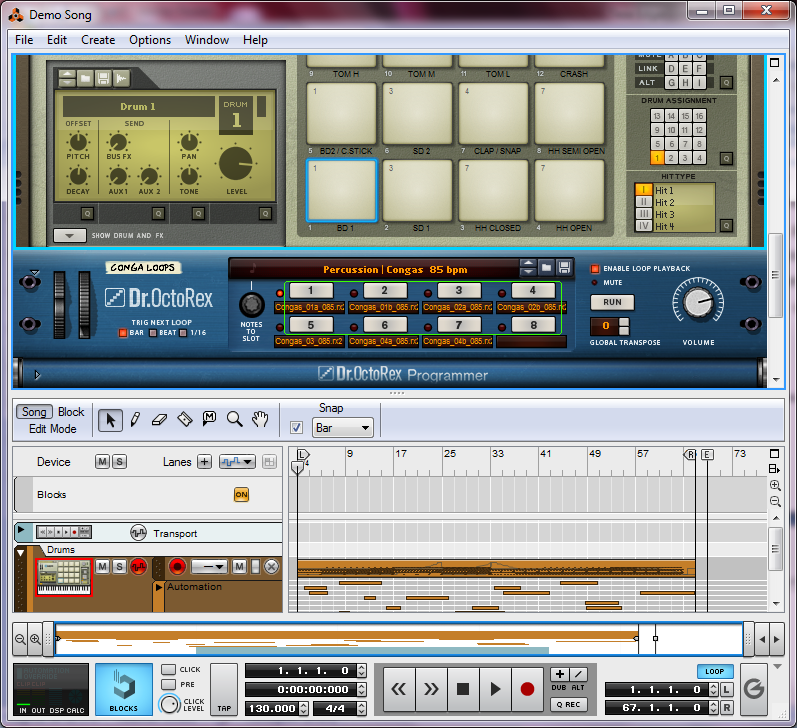 Demo Song
File Edit Create Options Window Help
MUTE A B C
LINK D E F
ALT G H I Q
9 TOM H 10 TOM M 11 TOM L 12 CRASH
Drum 1
DRUM
1
OFFSET SEND
PITCH BUS FX PAN
DECAY AUX 1 AUX 2 TONE LEVEL
Q Q Q Q
SHOW DRUM AND FX
1 3 4 7
5 BD2 / C STICK 6 SD 2 7 CLAP / SNAP 8 HH SEMI OPEN
1 3 7 7
1 BD 1 2 SD 1 3 HH CLOSED 4 HH OPEN
DRUM ASSIGNMENT
13 14 15 16
9 10 11 12
5 6 7 8
1 2 3 4 Q
HIT TYPE
I Hit 1
II Hit 2
III Hit 3
IV Hit 4 Q
CONGA LOOPS
Dr.OctoRex
TRIG NEXT LOOP
BAR BEAT 1/16
Percussion | Congas 85 bpm
NOTES
TO
SLOT
1 2 3 4
Congas_01a_085.rx2 Congas_01b_085.rx2 Congas_02a_085.rx2 Congas_02b_085.rx2
5 6 7 8
Congas_03_085.rx2 Congas_04a_085.rx2 Congas_04b_085.rx2
ENABLE LOOP PLAYBACK
MUTE
RUN
0
GLOBAL TRANSPOSE
VOLUME
Dr.OctoRex Programmer
Song Block
Edit Mode
M
Snap
Bar
Device M S Lanes +
L 9 17 25 33 41 49 57 R E 73
4
Blocks ON
Transport
Drums
M S M
Automation
IN OUT DSP CALC
BLOCKS
CLICK
PRE
CLICK
LEVEL
TAP
1. 1. 1. 0
0:00:00:000
130.000 4/4
DUB ALT
Q REC
LOOP
1. 1. 1. 0 L
67. 1. 1. 0 R